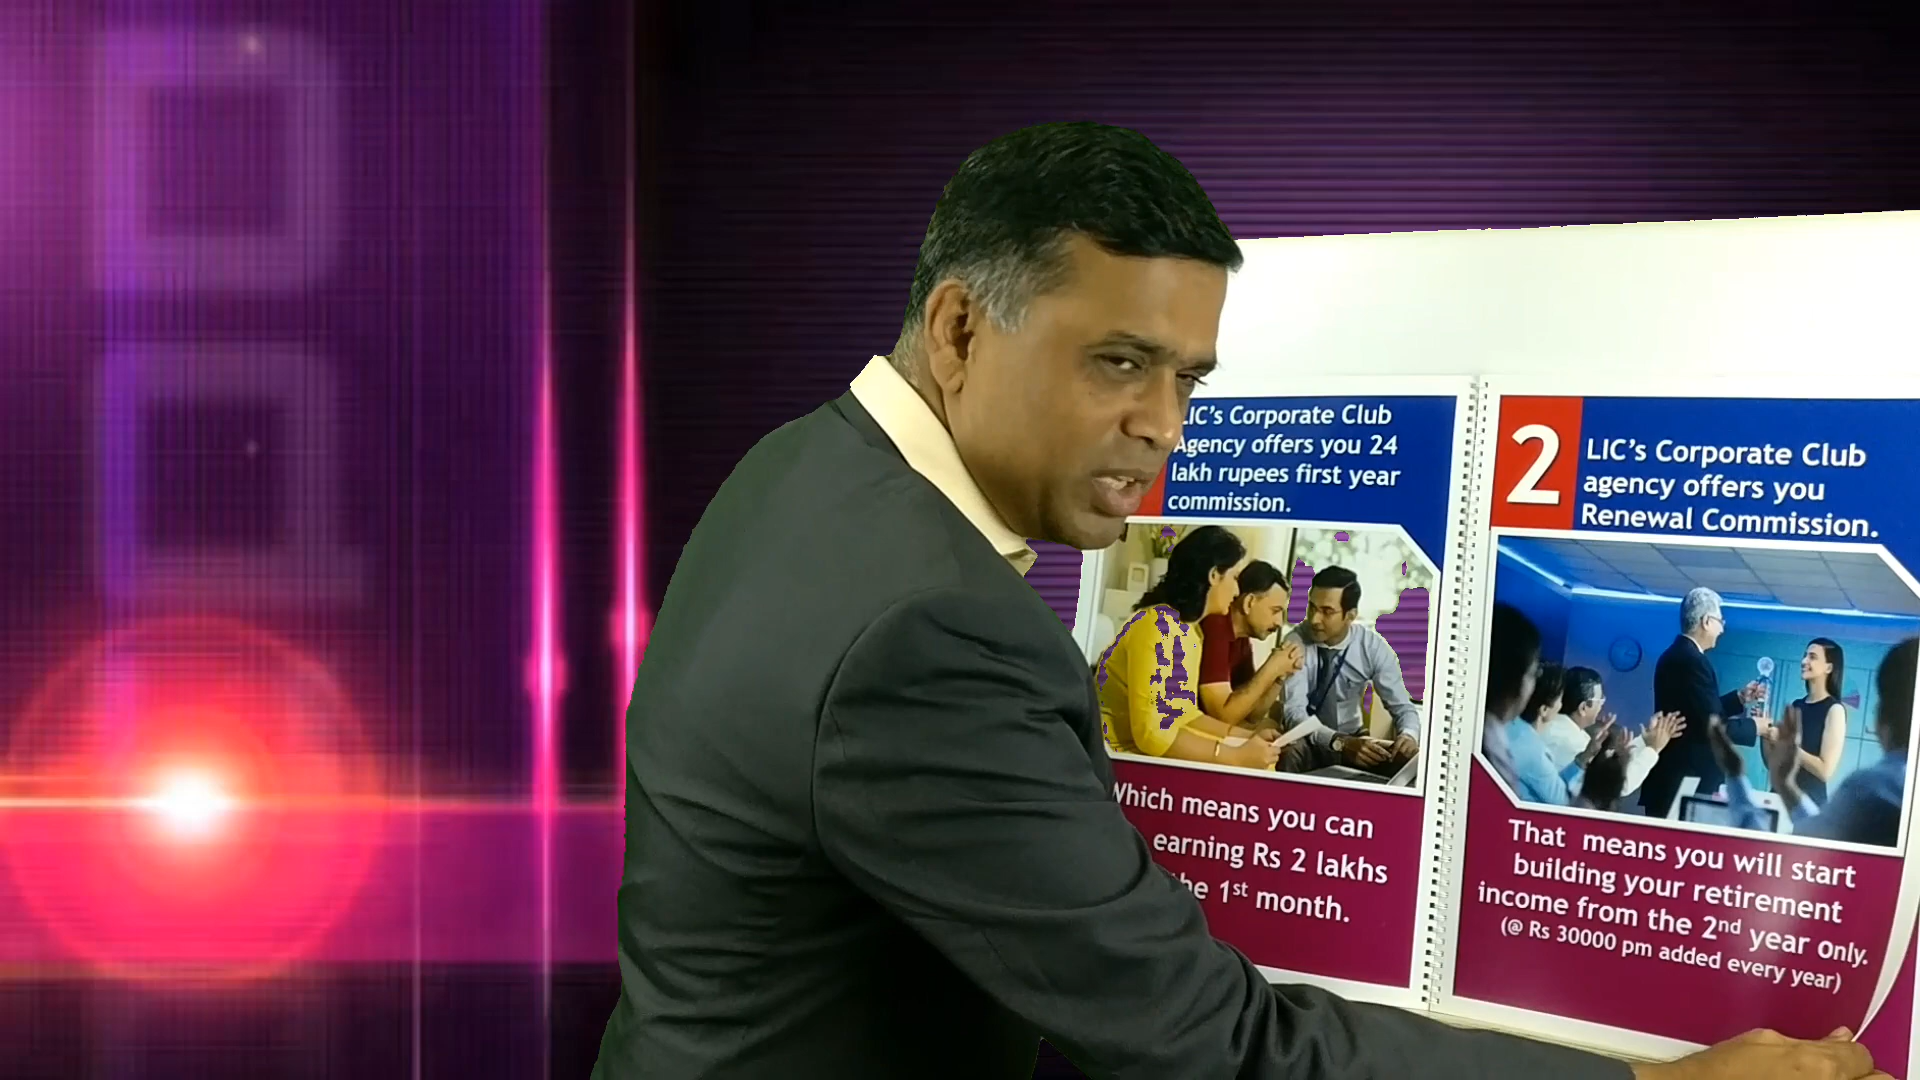 LIC's Corporate Club
Agency offers you 24
lakh rupees first year
commission.
Which means you can
earning Rs 2 lakhs
1st month.
2
LIC's Corporate Club
agency offers you
Renewal Commission.
That means you will start
building your retirement
income from the 2nd year only.
(@ Rs 30000 pm added every year)